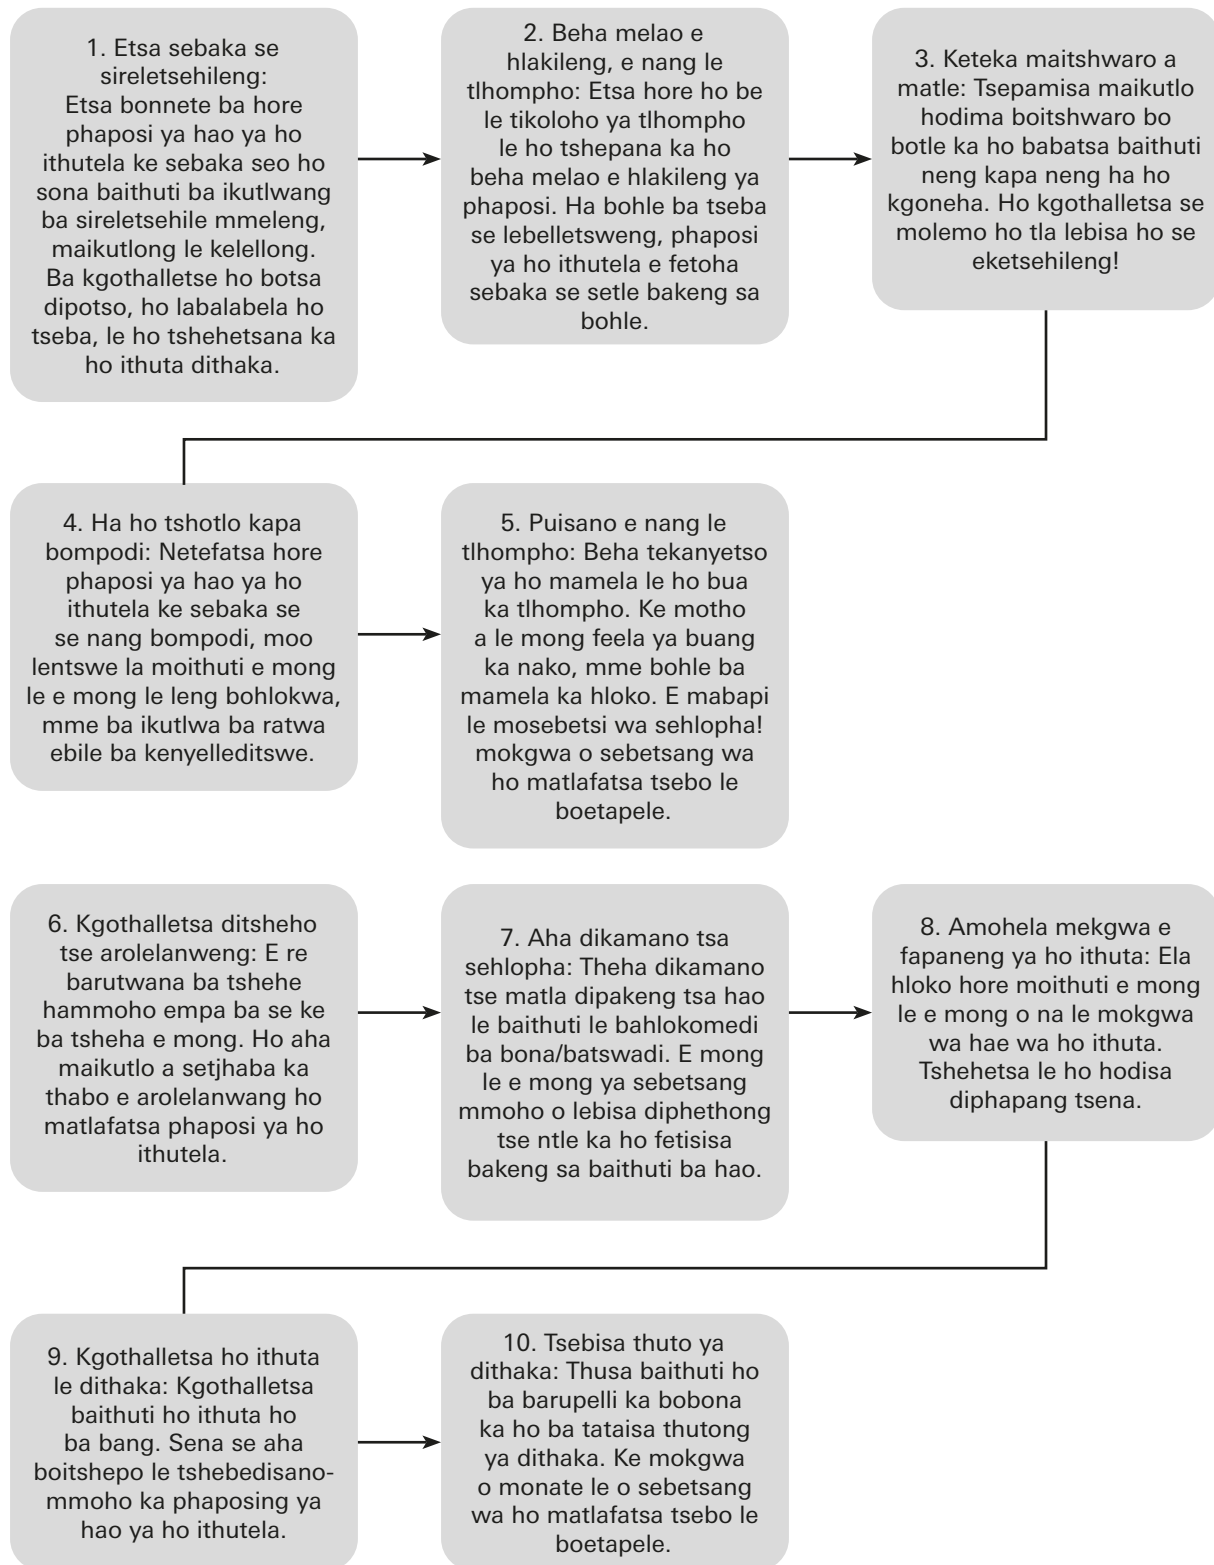 1. Etsa sebaka se
sireletsehileng:
Etsa bonnete ba hore
phaposi ya hao ya ho
ithutela ke sebaka seo ho
sona baithuti ba ikutlwang
ba sireletsehile mmeleng,
maikutlong le kelellong.
Ba kgothalletse ho botsa
dipotso, ho labalabela ho
tseba, le ho tshehetsana ka
ho ithuta dithaka.
2. Beha melao e
hlakileng, e nang le
tlhompho: Etsa hore ho be
le tikoloho ya tlhompho
le ho tshepana ka ho
beha melao e hlakileng ya
phaposi. Ha bohle ba tseba
se lebelletsweng, phaposi
ya ho ithutela e fetoha
sebaka se setle bakeng sa
bohle.
3. Keteka maitshwaro a
matle: Tsepamisa maikutlo
hodima boitshwaro bo
botle ka ho babatsa baithuti
neng kapa neng ha ho
kgoneha. Ho kgothalletsa se
molemo ho tla lebisa ho se
eketsehileng!
4. Ha ho tshotlo kapa
bompodi: Netefatsa hore
phaposi ya hao ya ho
ithutela ke sebaka se
se nang bompodi, moo
lentswe la moithuti e mong
le e mong le leng bohlokwa,
mme ba ikutlwa ba ratwa
ebile ba kenyelleditswe.
5. Puisano e nang le
tlhompho: Beha tekanyetso
ya ho mamela le ho bua
ka tlhompho. Ke motho
a le mong feela ya buang
ka nako, mme bohle ba
mamela ka hloko. E mabapi
le mosebetsi wa sehlopha!
mokgwa o sebetsang wa
ho matlafatsa tsebo le
boetapele.
6. Kgothalletsa ditsheho
tse arolelanweng: E re
barutwana ba tshehe
hammoho empa ba se ke
ba tsheha e mong. Ho aha
maikutlo a setjhaba ka
thabo e arolelanwang ho
matlafatsa phaposi ya ho
ithutela.
7. Aha dikamano tsa
sehlopha: Theha dikamano
tse matla dipakeng tsa hao
le baithuti le bahlokomedi
ba bona/batswadi. E mong
le e mong ya sebetsang
mmoho o lebisa diphethong
tse ntle ka ho fetisisa
bakeng sa baithuti ba hao.
8. Amohela mekgwa e
fapaneng ya ho ithuta: Ela
hloko hore moithuti e mong
le e mong o na le mokgwa
wa hae wa ho ithuta.
Tshehetsa le ho hodisa
diphapang tsena.
9. Kgothalletsa ho ithuta
le dithaka: Kgothalletsa
baithuti ho ithuta ho
ba bang. Sena se aha
boitshepo le tshebedisano-
mmoho ka phaposing ya
hao ya ho ithutela.
10. Tsebisa thuto ya
dithaka: Thusa baithuti ho
ba barupelli ka bobona
ka ho ba tataisa thutong
ya dithaka. Ke mokgwa
o monate le o sebetsang
wa ho matlafatsa tsebo le
boetapele.